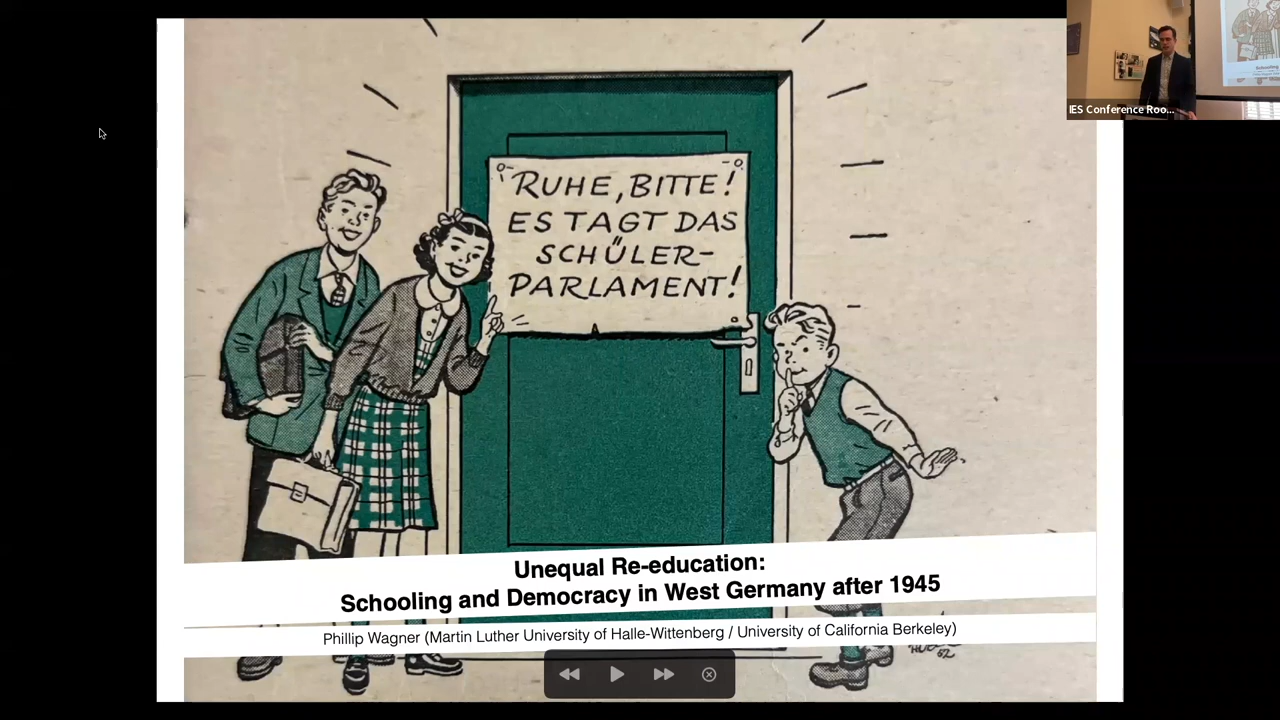 RUHE, BITTE!
ES TAGT DAS
SCHÜLER-
PARLAMENT!
Unequal Re-education:
Schooling and Democracy in West Germany after 1945
Phillip Wagner (Martin Luther University of Halle-Wittenberg / University of California Berkeley)
IES Conference Roo...